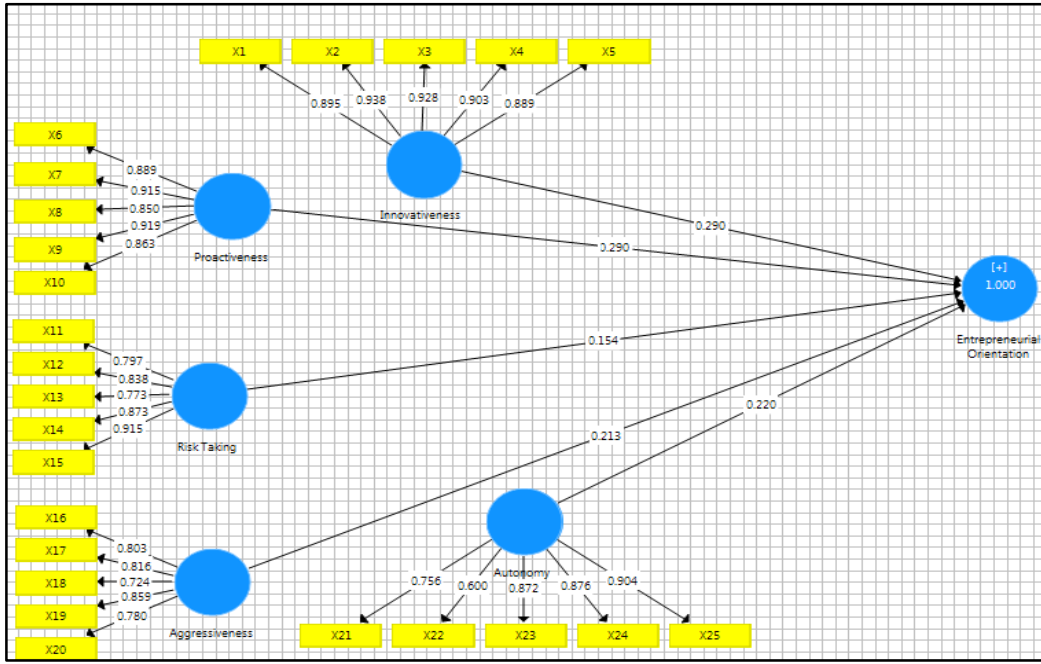 X1 X2 X3 X4 X5
0.895 0.938 0.928 0.903 0.889
Innovativeness
0.290
X6
X7
X8
X9
X10
0.889
0.915
0.850
0.919
0.863
Proactiveness
0.290
[+]
1.000
Entrepreneurial
Orientation
X11
X12
X13
X14
X15
0.797
0.838
0.773
0.873
0.915
Risk Taking
0.154
X16
X17
X18
X19
X20
0.803
0.816
0.724
0.859
0.780
Aggressiveness
0.213
0.220
Autonomy
0.756 0.600 0.872 0.876 0.904
X21 X22 X23 X24 X25